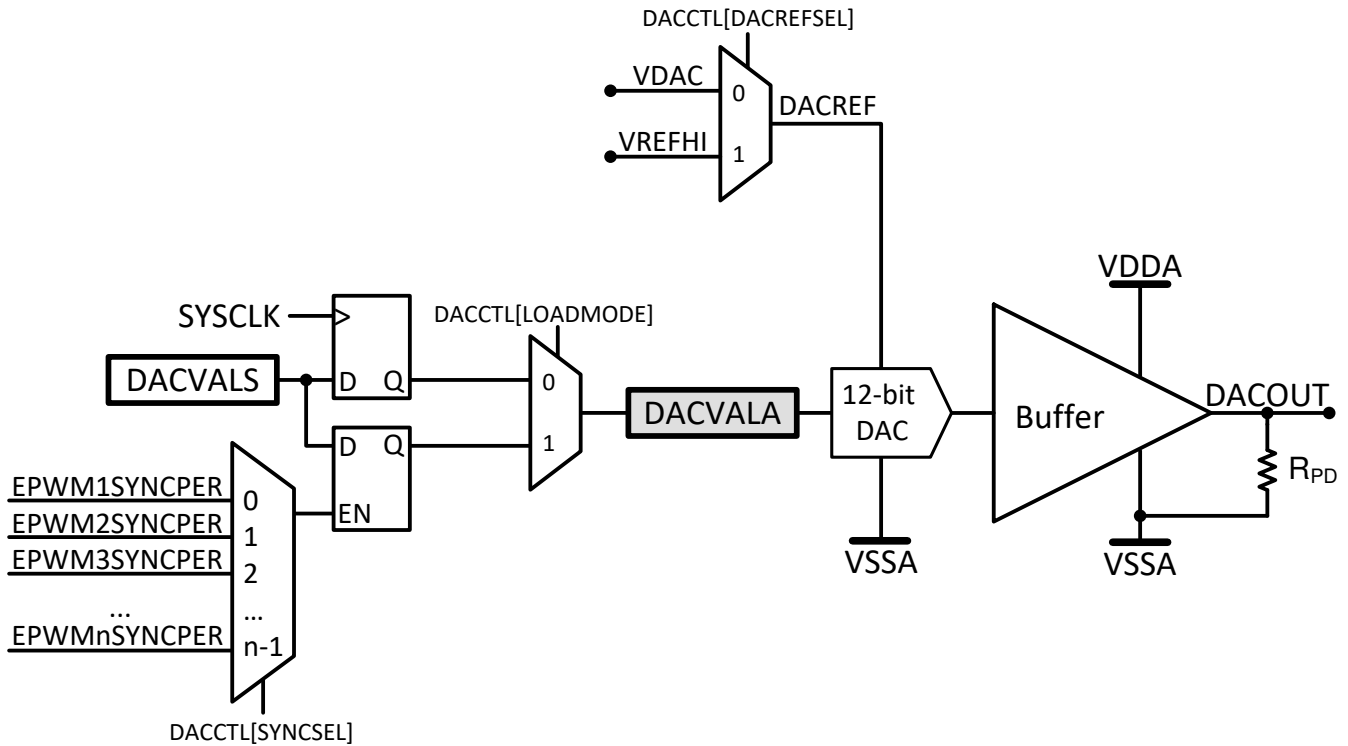 DACCTL[DACREFSEL]
VDAC
0
DACREF
VREFHI
1
VDDA
SYSCLK
>
DACCTL[LOADMODE]
DACVALS
D
Q
0
DACVALA
12-bit
DAC
Buffer
DACOUT
D
Q
1
RPD
EPWM1SYNCPER
0
EN
EPWM2SYNCPER
1
EPWM3SYNCPER
2
VSSA
VSSA
...
...
EPWMnSYNCPER
n-1
DACCTL[SYNCSEL]